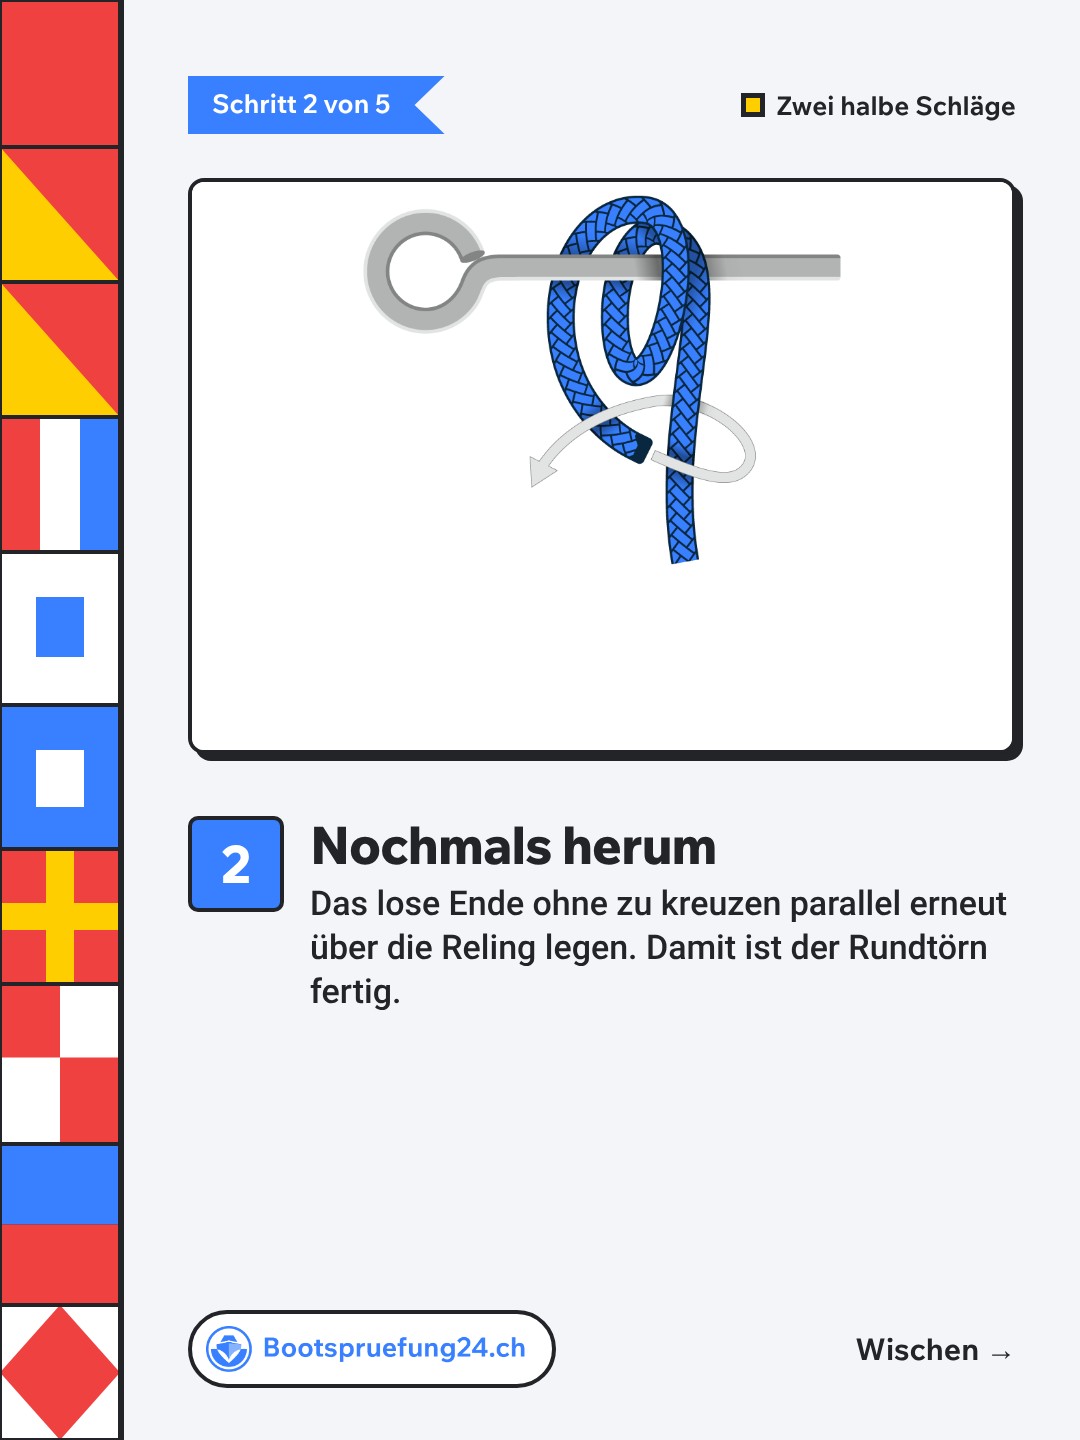 Schritt 2 von 5
Zwei halbe Schläge
2
Nochmals herum
Das lose Ende ohne zu kreuzen parallel erneut
über die Reling legen. Damit ist der Rundtörn
fertig.
Bootspruefung24.ch
Wischen →